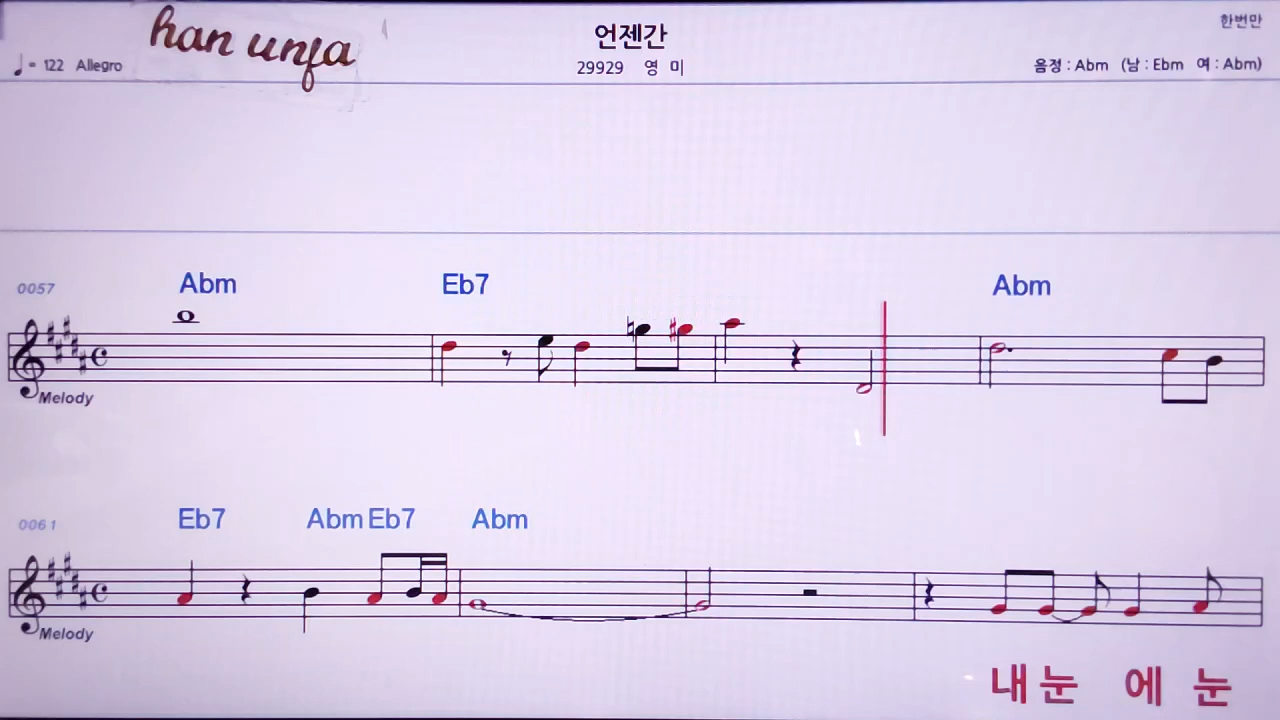 han unfa
언젠간
한번만
♩= 122 Allegro
29929 영 미
음정 : Abm (남 : Ebm 여 : Abm)
0057 Abm Eb7 Abm
Melody
0061 Eb7 Abm Eb7 Abm
Melody
내 눈 에 눈